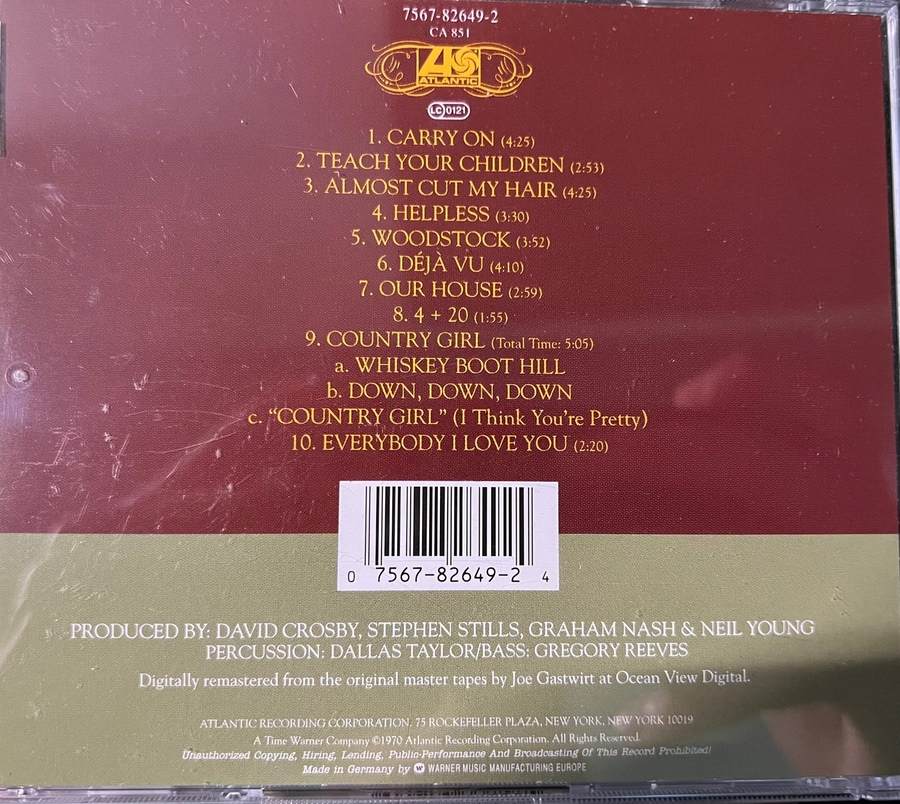 7567-82649-2
CA 851
ATLANTIC
LC 0121
1. CARRY ON (4:25)
2. TEACH YOUR CHILDREN (2:53)
3. ALMOST CUT MY HAIR (4:25)
4. HELPLESS (3:30)
5. WOODSTOCK (3:52)
6. DÉJÀ VU (4:10)
7. OUR HOUSE (2:59)
8. 4 + 20 (1:55)
9. COUNTRY GIRL (Total Time: 5:05)
a. WHISKEY BOOT HILL
b. DOWN, DOWN, DOWN
c. “COUNTRY GIRL” (I Think You're Pretty)
10. EVERYBODY I LOVE YOU (2:20)
0 7567-82649-2 4
PRODUCED BY: DAVID CROSBY, STEPHEN STILLS, GRAHAM NASH & NEIL YOUNG
PERCUSSION: DALLAS TAYLOR/BASS: GREGORY REEVES
Digitally remastered from the original master tapes by Joe Gastwirt at Ocean View Digital.
ATLANTIC RECORDING CORPORATION, 75 ROCKEFELLER PLAZA, NEW YORK, NEW YORK 10019
A Time Warner Company ©1970 Atlantic Recording Corporation. All Rights Reserved.
Unauthorized Copying, Hiring, Lending, Public-Performance And Broadcasting Of This Record Prohibited!
Made in Germany by WARNER MUSIC MANUFACTURING EUROPE